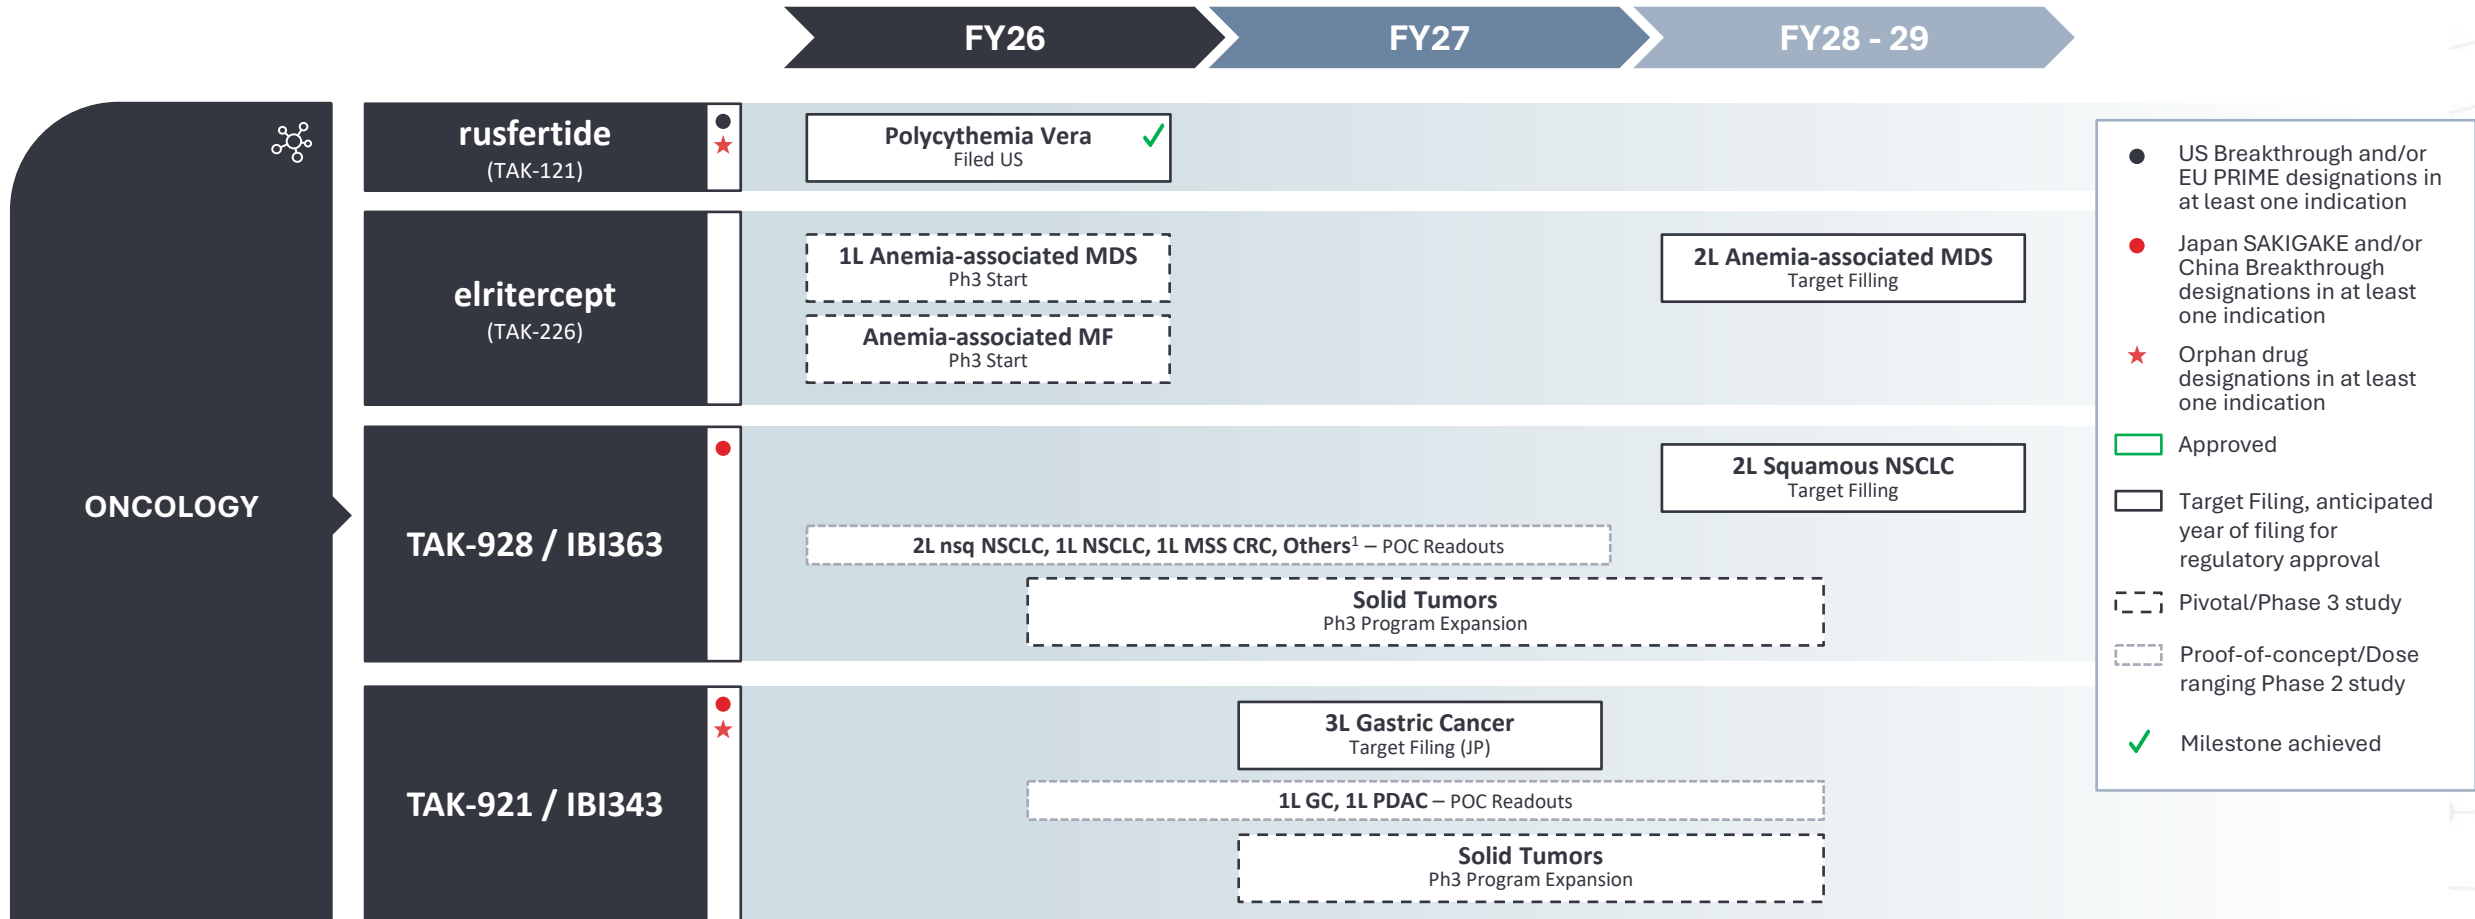 FY26
FY27
FY28 - 29
ONCOLOGY
rusfertide
(TAK-121)
Polycythemia Vera
Filed US
elritercept
(TAK-226)
1L Anemia-associated MDS
Ph3 Start
2L Anemia-associated MDS
Target Filling
Anemia-associated MF
Ph3 Start
TAK-928 / IBI363
2L Squamous NSCLC
Target Filling
2L nsq NSCLC, 1L NSCLC, 1L MSS CRC, Others¹ – POC Readouts
Solid Tumors
Ph3 Program Expansion
TAK-921 / IBI343
3L Gastric Cancer
Target Filing (JP)
1L GC, 1L PDAC – POC Readouts
Solid Tumors
Ph3 Program Expansion
US Breakthrough and/or
EU PRIME designations in
at least one indication
Japan SAKIGAKE and/or
China Breakthrough
designations in at least
one indication
Orphan drug
designations in at least
one indication
Approved
Target Filing, anticipated
year of filing for
regulatory approval
Pivotal/Phase 3 study
Proof-of-concept/Dose
ranging Phase 2 study
Milestone achieved